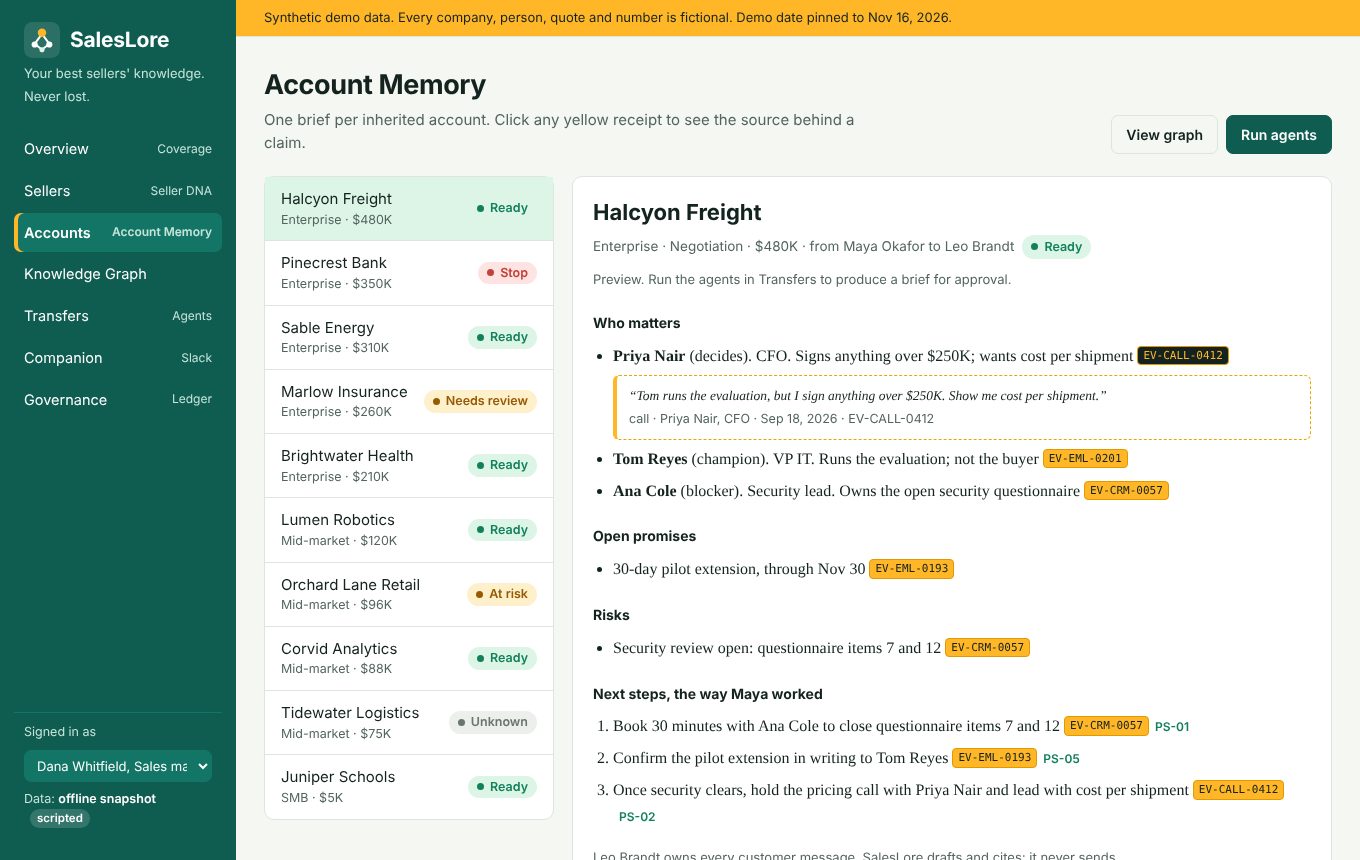 Synthetic demo data. Every company, person, quote and number is fictional. Demo date pinned to Nov 16, 2026.
SalesLore
Your best sellers' knowledge.
Never lost.
Overview Coverage
Sellers Seller DNA
Accounts Account Memory
Knowledge Graph
Transfers Agents
Companion Slack
Governance Ledger
Signed in as
Dana Whitfield, Sales ma
Data: offline snapshot
scripted
Account Memory
One brief per inherited account. Click any yellow receipt to see the source behind a
claim.
View graph
Run agents
Halcyon Freight
Enterprise · $480K
Ready
Pinecrest Bank
Enterprise · $350K
Stop
Sable Energy
Enterprise · $310K
Ready
Marlow Insurance
Enterprise · $260K
Needs review
Brightwater Health
Enterprise · $210K
Ready
Lumen Robotics
Mid-market · $120K
Ready
Orchard Lane Retail
Mid-market · $96K
At risk
Corvid Analytics
Mid-market · $88K
Ready
Tidewater Logistics
Mid-market · $75K
Unknown
Juniper Schools
SMB · $5K
Ready
Halcyon Freight
Enterprise · Negotiation · $480K · from Maya Okafor to Leo Brandt Ready
Preview. Run the agents in Transfers to produce a brief for approval.
Who matters
• Priya Nair (decides). CFO. Signs anything over $250K; wants cost per shipment EV-CALL-0412
“Tom runs the evaluation, but I sign anything over $250K. Show me cost per shipment.”
call · Priya Nair, CFO · Sep 18, 2026 · EV-CALL-0412
• Tom Reyes (champion). VP IT. Runs the evaluation; not the buyer EV-EML-0201
• Ana Cole (blocker). Security lead. Owns the open security questionnaire EV-CRM-0057
Open promises
• 30-day pilot extension, through Nov 30 EV-EML-0193
Risks
• Security review open: questionnaire items 7 and 12 EV-CRM-0057
Next steps, the way Maya worked
1. Book 30 minutes with Ana Cole to close questionnaire items 7 and 12 EV-CRM-0057 PS-01
2. Confirm the pilot extension in writing to Tom Reyes EV-EML-0193 PS-05
3. Once security clears, hold the pricing call with Priya Nair and lead with cost per shipment EV-CALL-0412
PS-02
Leo Brandt owns every customer message. SalesLore drafts and cites; it never sends.